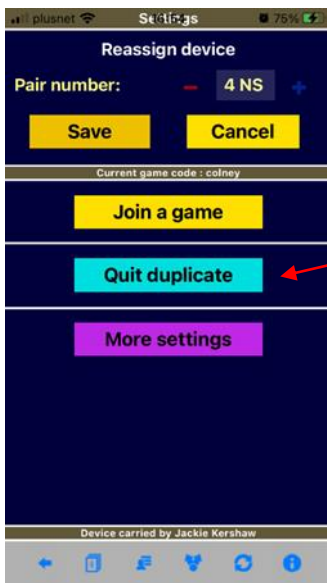 plusnet Settings 75%
Reassign device
Pair number: - 4 NS +
Save Cancel
Current game code : colney
Join a game
Quit duplicate
More settings
Device carried by Jackie Kershaw